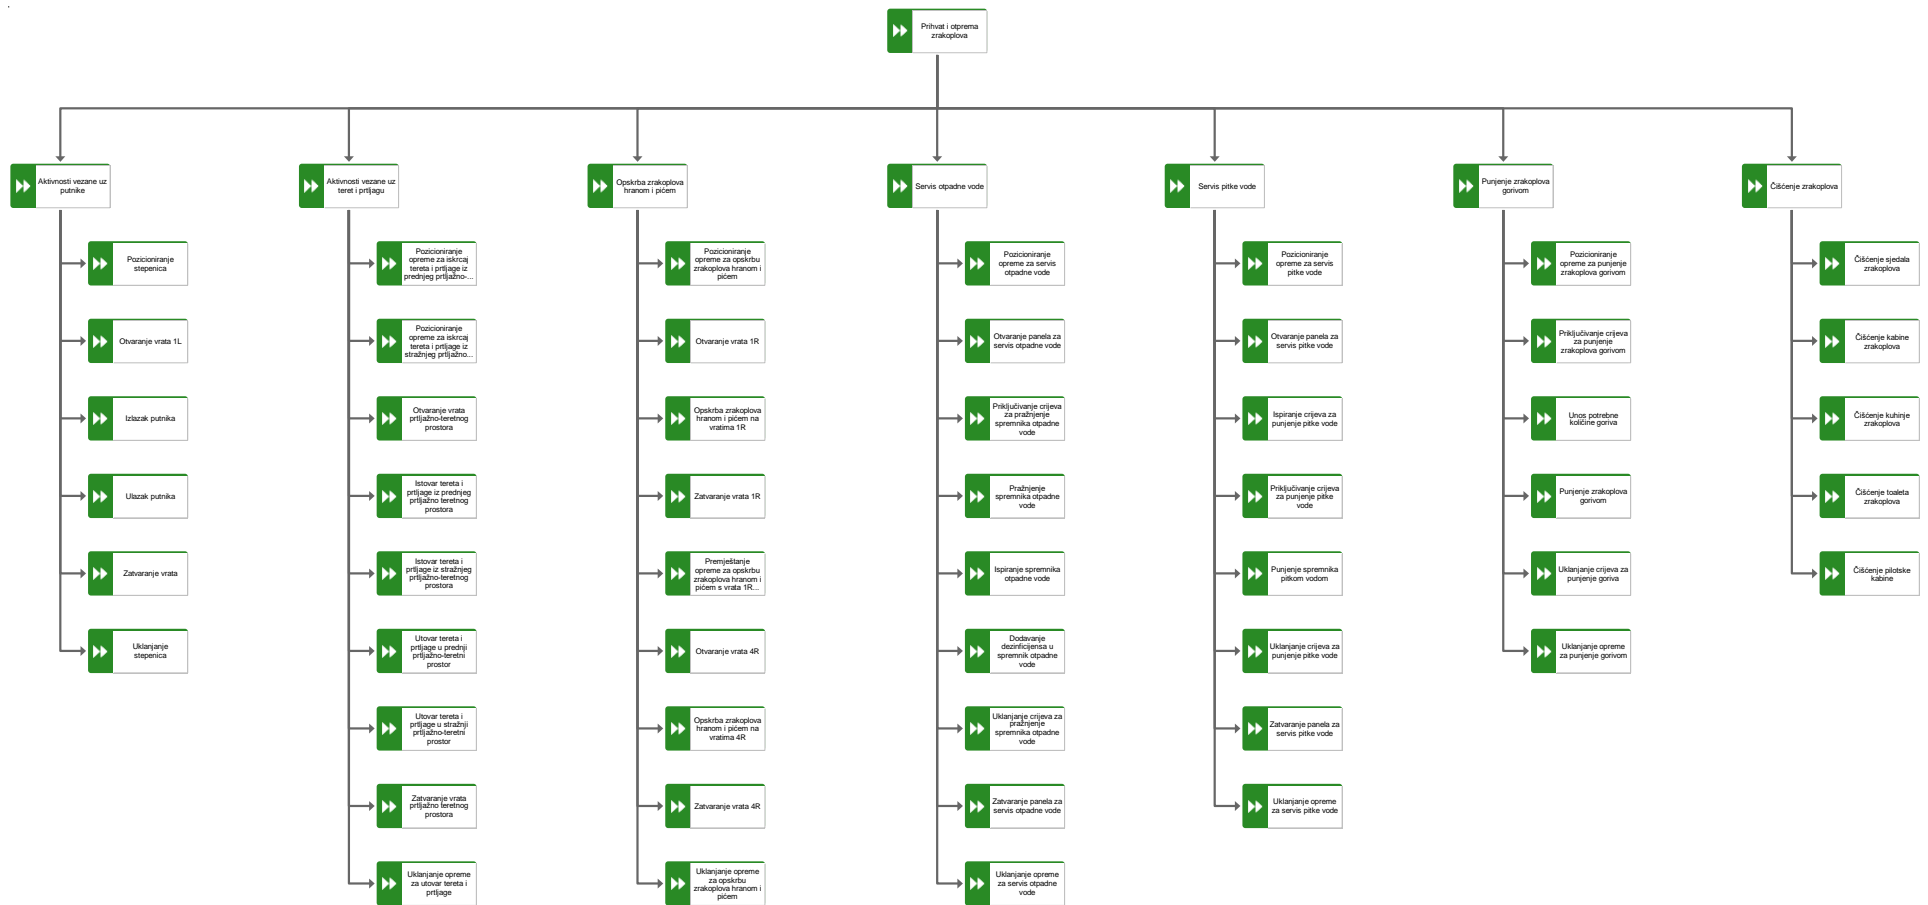 Prihvat i otprema
zrakoplova
Aktivnosti vezane uz
putnike
Aktivnosti vezane uz
teret i prtljagu
Opskrba zrakoplova
hranom i pićem
Servis otpadne vode
Servis pitke vode
Punjenje zrakoplova
gorivom
Čišćenje zrakoplova
Pozicioniranje
stepenica
Otvaranje vrata 1L
Izlazak putnika
Ulazak putnika
Zatvaranje vrata
Uklanjanje
stepenica
Pozicioniranje
opreme za iskrcaj
tereta i prtljage iz
prednjeg prtljažno-...
Pozicioniranje
opreme za iskrcaj
tereta i prtljage iz
stražnjeg prtljažno...
Otvaranje vrata
prtljažno-teretnog
prostora
Istovar tereta i
prtljage iz prednjeg
prtljažno teretnog
prostora
Istovar tereta i
prtljage iz stražnjeg
prtljažno-teretnog
prostora
Utovar tereta i
prtljage u prednji
prtljažno-teretni
prostor
Utovar tereta i
prtljage u stražnji
prtljažno-teretni
prostor
Zatvaranje vrata
prtljažno teretnog
prostora
Uklanjanje opreme
za utovar tereta i
prtljage
Pozicioniranje
opreme za opskrbu
zrakoplova hranom i
pićem
Otvaranje vrata 1R
Opskrba zrakoplova
hranom i pićem na
vratima 1R
Zatvaranje vrata 1R
Premještanje
opreme za opskrbu
zrakoplova hranom i
pićem s vrata 1R...
Otvaranje vrata 4R
Opskrba zrakoplova
hranom i pićem na
vratima 4R
Zatvaranje vrata 4R
Uklanjanje opreme
za opskrbu
zrakoplova hranom i
pićem
Pozicioniranje
opreme za servis
otpadne vode
Otvaranje panela za
servis otpadne vode
Priključivanje crijeva
za pražnjenje
spremnika otpadne
vode
Pražnjenje
spremnika otpadne
vode
Ispiranje spremnika
otpadne vode
Dodavanje
dezinficijensa u
spremnik otpadne
vode
Uklanjanje crijeva za
pražnjenje
spremnika otpadne
vode
Zatvaranje panela za
servis otpadne vode
Uklanjanje opreme
za servis otpadne
vode
Pozicioniranje
opreme za servis
pitke vode
Otvaranje panela za
servis pitke vode
Ispiranje crijeva za
punjenje pitke vode
Priključivanje crijeva
za punjenje pitke
vode
Punjenje spremnika
pitkom vodom
Uklanjanje crijeva za
punjenje pitke vode
Zatvaranje panela za
servis pitke vode
Uklanjanje opreme
za servis pitke vode
Pozicioniranje
opreme za punjenje
zrakoplova gorivom
Priključivanje crijeva
za punjenje
zrakoplova gorivom
Unos potrebne
količine goriva
Punjenje zrakoplova
gorivom
Uklanjanje crijeva za
punjenje goriva
Uklanjanje opreme
za punjenje gorivom
Čišćenje sjedala
zrakoplova
Čišćenje kabine
zrakoplova
Čišćenje kuhinje
zrakoplova
Čišćenje toaleta
zrakoplova
Čišćenje pilotske
kabine